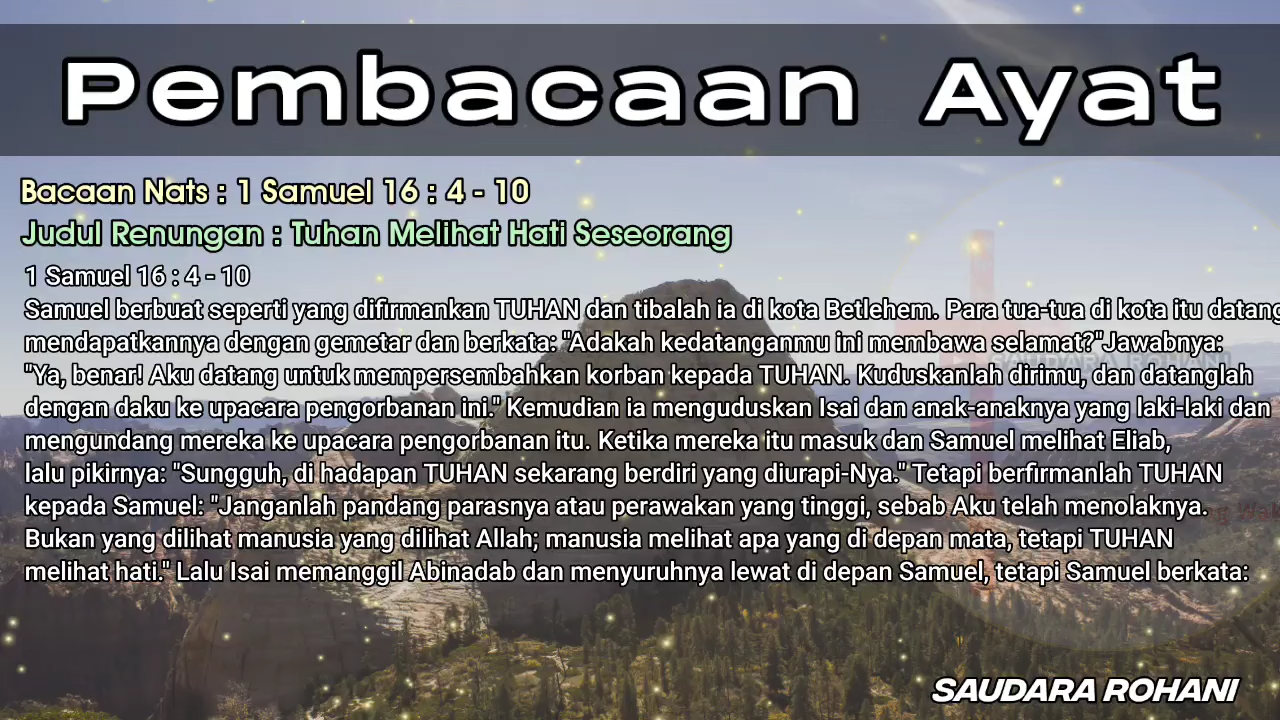 Pembacaan Ayat
Bacaan Nats : 1 Samuel 16 : 4 - 10
Judul Renungan : Tuhan Melihat Hati Seseorang
1 Samuel 16 : 4 - 10
Samuel berbuat seperti yang difirmankan TUHAN dan tibalah ia di kota Betlehem. Para tua-tua di kota itu datang
mendapatkannya dengan gemetar dan berkata: "Adakah kedatanganmu ini membawa selamat?"Jawabnya:
"Ya, benar! Aku datang untuk mempersembahkan korban kepada TUHAN. Kuduskanlah dirimu, dan datanglah
dengan daku ke upacara pengorbanan ini." Kemudian ia menguduskan Isai dan anak-anaknya yang laki-laki dan
mengundang mereka ke upacara pengorbanan itu. Ketika mereka itu masuk dan Samuel melihat Eliab,
lalu pikirnya: "Sungguh, di hadapan TUHAN sekarang berdiri yang diurapi-Nya." Tetapi berfirmanlah TUHAN
kepada Samuel: "Janganlah pandang parasnya atau perawakan yang tinggi, sebab Aku telah menolaknya.
Bukan yang dilihat manusia yang dilihat Allah; manusia melihat apa yang di depan mata, tetapi TUHAN
melihat hati." Lalu Isai memanggil Abinadab dan menyuruhnya lewat di depan Samuel, tetapi Samuel berkata:
SAUDARA ROHANI
SAUDARA ROHANI